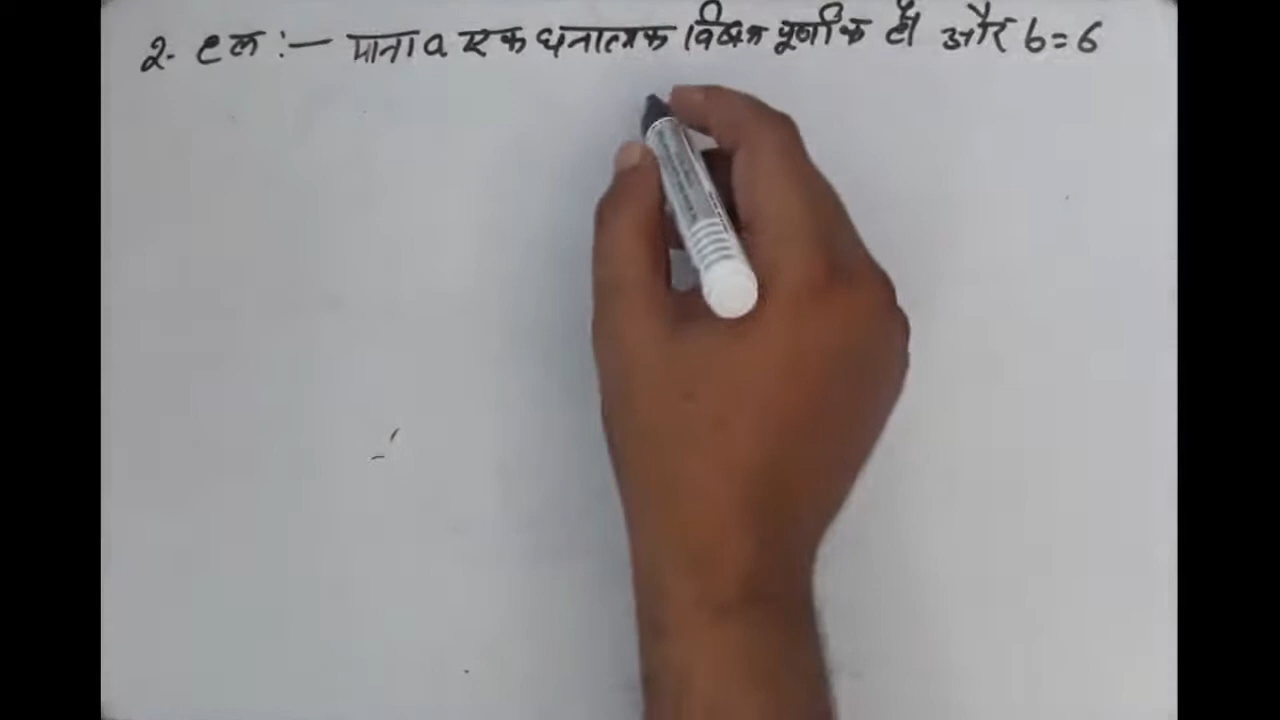 2. हल :— माना a एक धनात्मक विषम पूर्णांक है। और b = 6